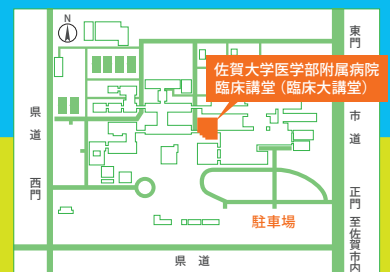 N
東門
佐賀大学医学部附属病院
臨床講堂（臨床大講堂）
県道
市道
西門
正門
至佐賀市内
駐車場
県道